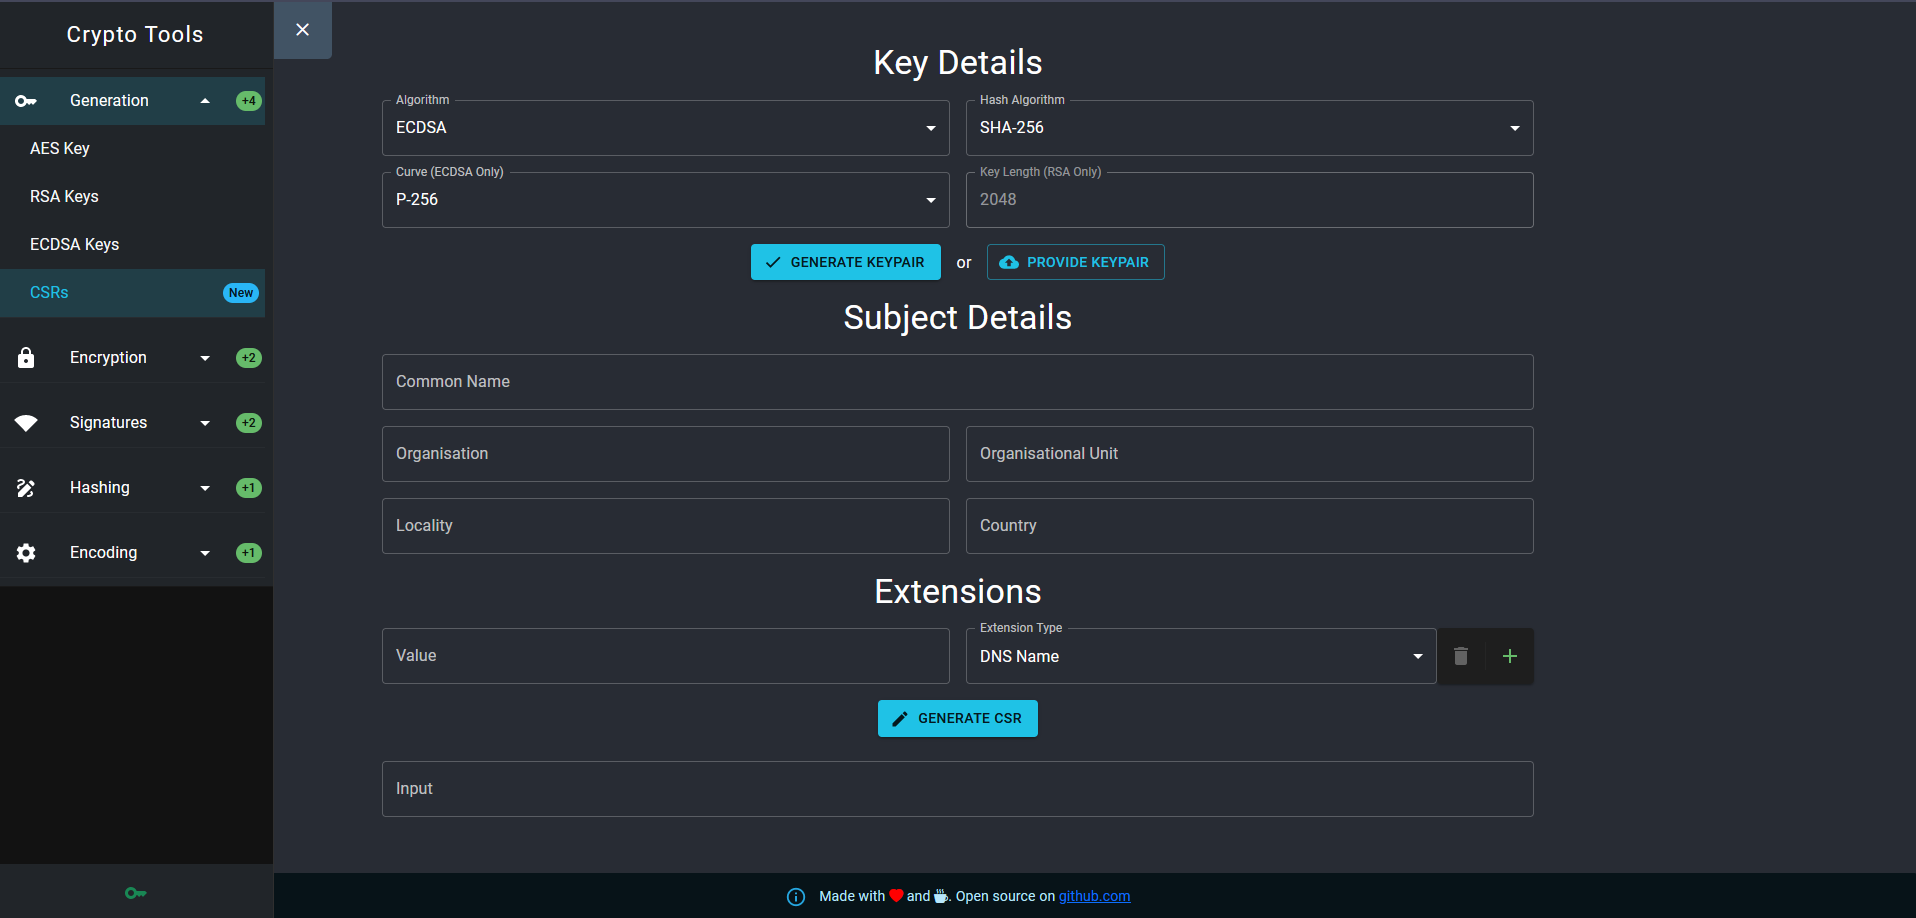 Crypto Tools
Generation +4
AES Key
RSA Keys
ECDSA Keys
CSRs New
Encryption +2
Signatures +2
Hashing +1
Encoding +1
Key Details
Algorithm
ECDSA
Hash Algorithm
SHA-256
Curve (ECDSA Only)
P-256
Key Length (RSA Only)
2048
GENERATE KEYPAIR or PROVIDE KEYPAIR
Subject Details
Common Name
Organisation
Organisational Unit
Locality
Country
Extensions
Value
Extension Type
DNS Name
GENERATE CSR
Input
Made with and . Open source on github.com